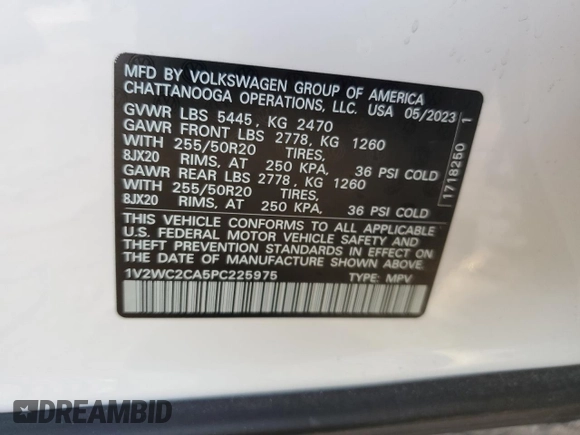 MFD BY VOLKSWAGEN GROUP OF AMERICA
CHATTANOOGA OPERATIONS, LLC. USA 05/2023
GVWR LBS 5445, KG 2470
GAWR FRONT LBS 2778, KG 1260
WITH 255/50R20 TIRES,
8JX20 RIMS, AT 250 KPA, 36 PSI COLD
GAWR REAR LBS 2778, KG 1260
WITH 255/50R20 TIRES,
8JX20 RIMS, AT 250 KPA, 36 PSI COLD
THIS VEHICLE CONFORMS TO ALL APPLICABLE
U.S. FEDERAL MOTOR VEHICLE SAFETY AND
THEFT PREVENTION STANDARDS IN EFFECT ON
THE DATE OF MANUFACTURE SHOWN ABOVE.
1V2WC2CA5PC225975 TYPE: MPV
1718250 1
DREAMBID